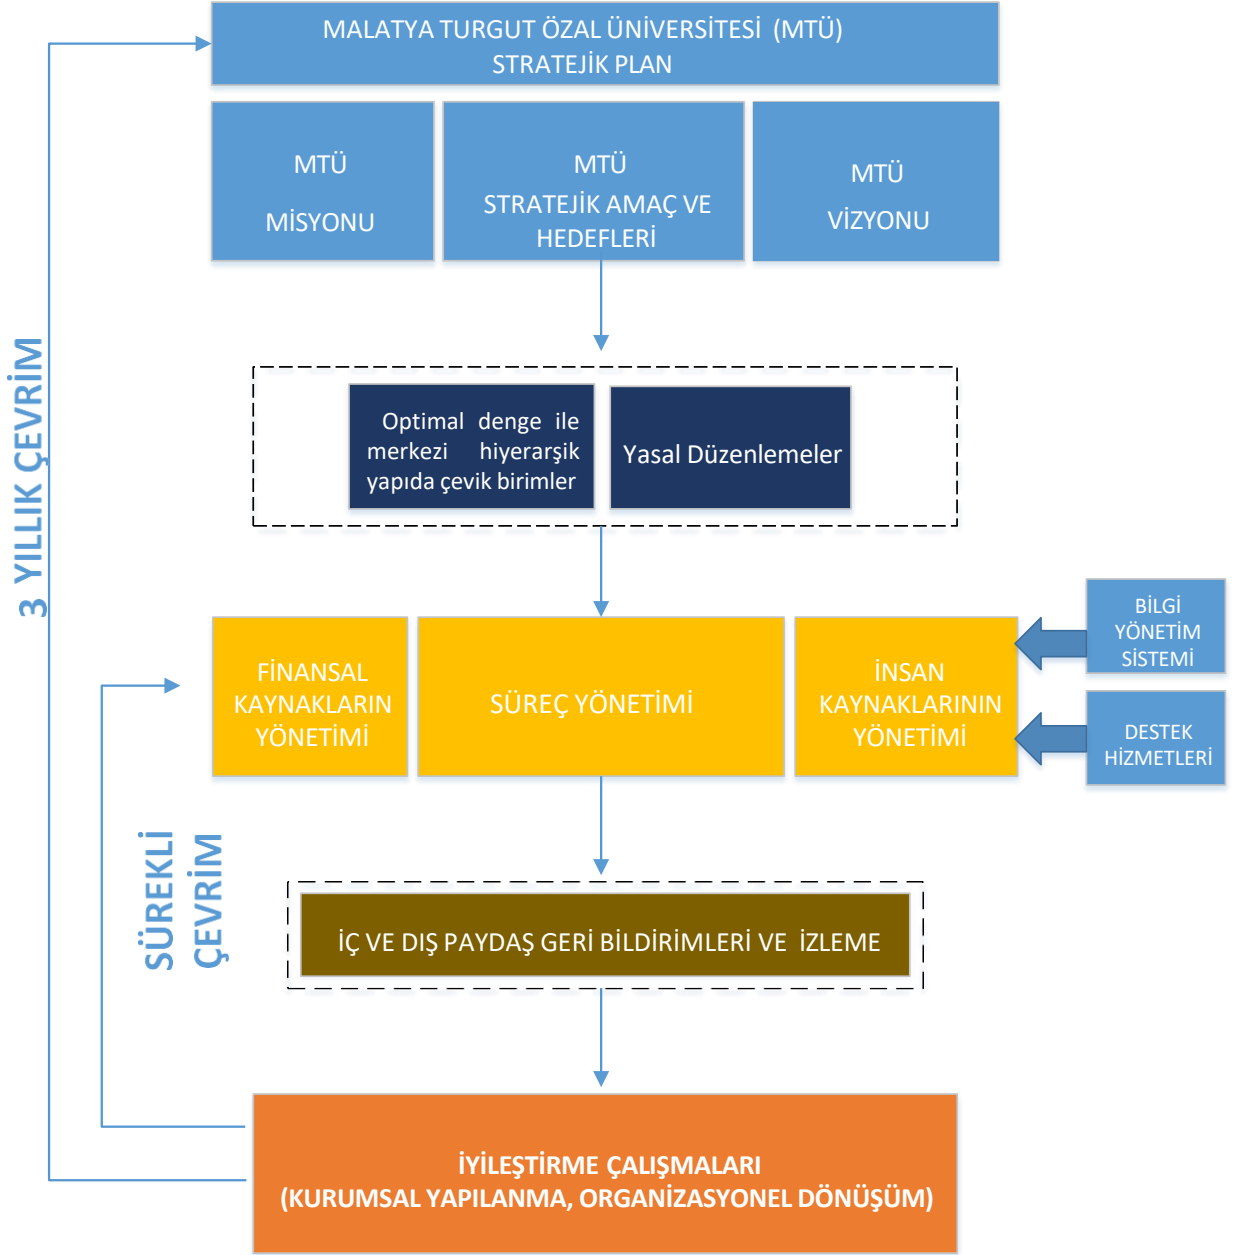 MALATYA TURGUT ÖZAL ÜNİVERSİTESİ (MTÜ)
STRATEJİK PLAN
MTÜ
MİSYONU
MTÜ
STRATEJİK AMAÇ VE
HEDEFLERİ
MTÜ
VİZYONU
3 YILLIK ÇEVRİM
Optimal denge ile
merkezi hiyerarşik
yapıda çevik birimler
Yasal Düzenlemeler
FİNANSAL
KAYNAKLARIN
YÖNETİMİ
SÜREÇ YÖNETİMİ
İNSAN
KAYNAKLARININ
YÖNETİMİ
BİLGİ
YÖNETİM
SİSTEMİ
DESTEK
HİZMETLERİ
SÜREKLİ
ÇEVRİM
İÇ VE DIŞ PAYDAŞ GERİ BİLDİRİMLERİ VE İZLEME
İYİLEŞTİRME ÇALIŞMALARI
(KURUMSAL YAPILANMA, ORGANİZASYONEL DÖNÜŞÜM)